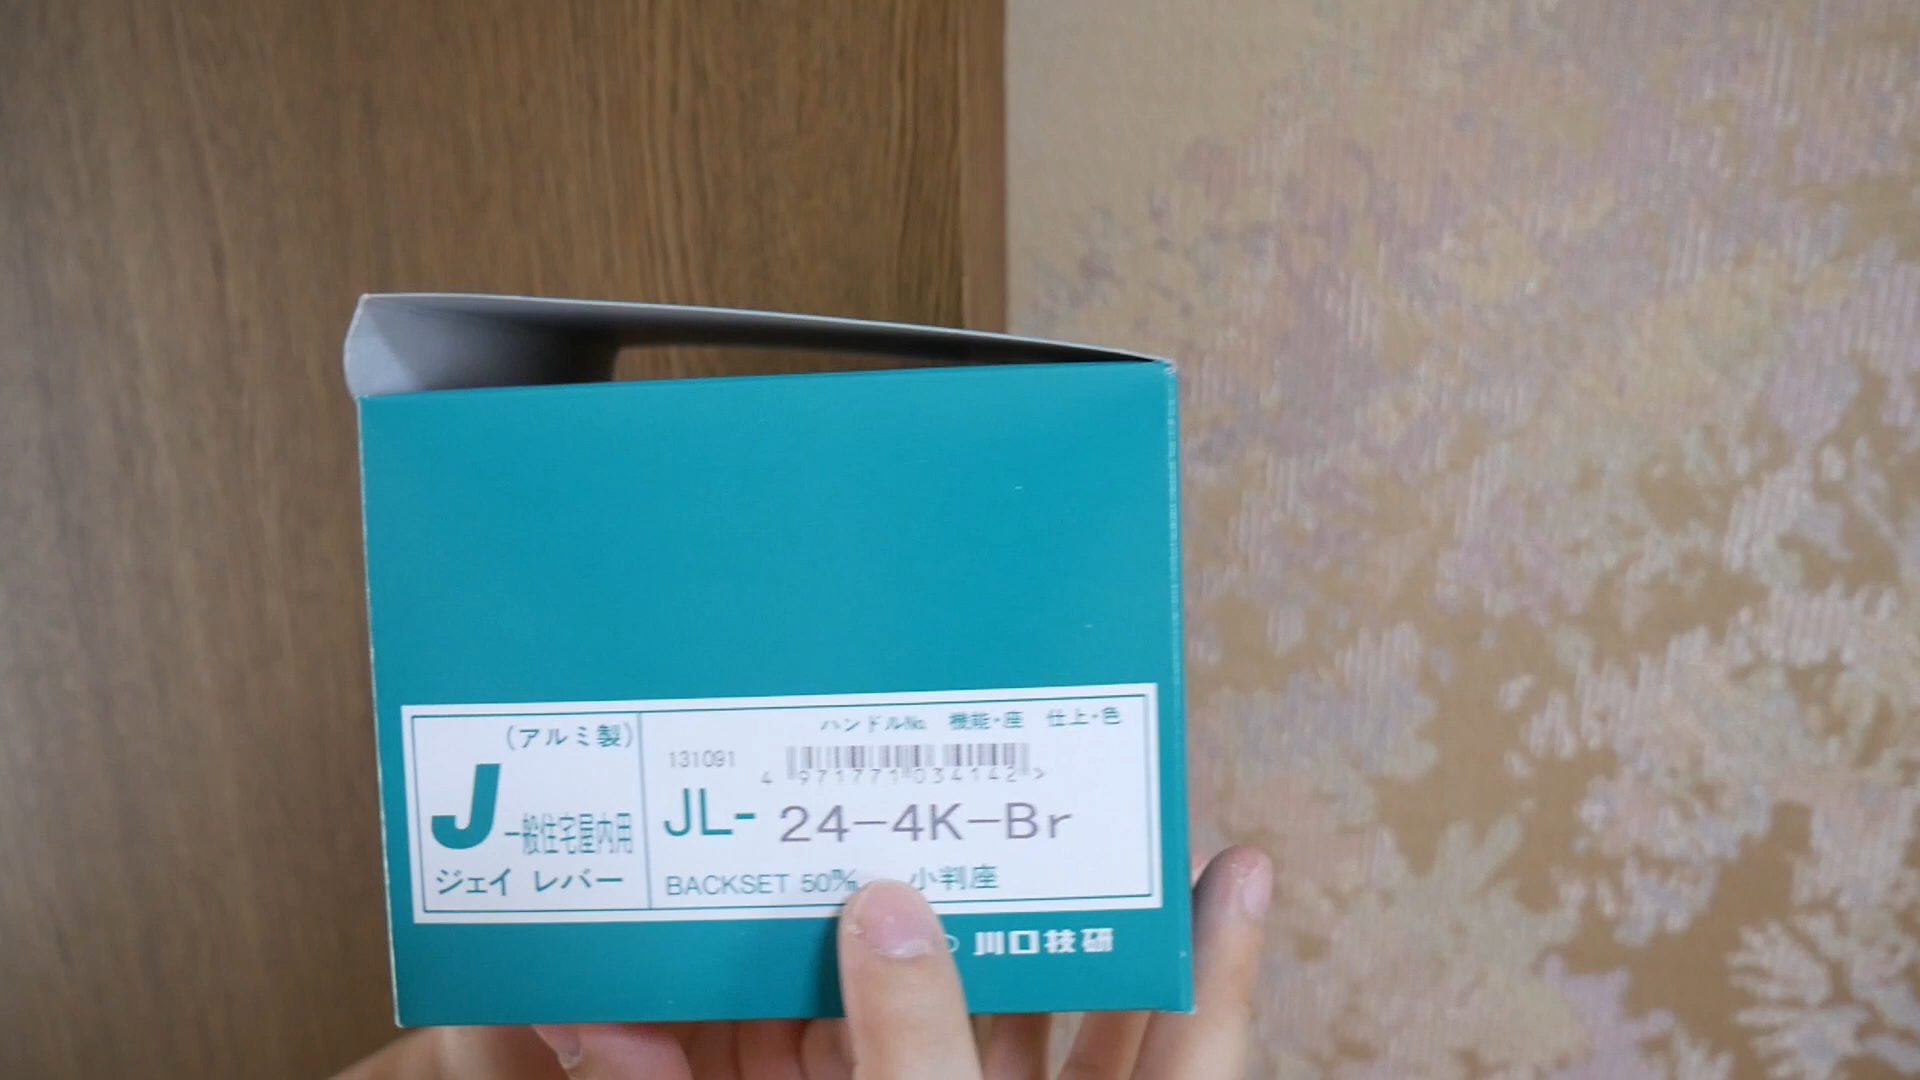 (アルミ製)
J 一般住宅屋内用
ジェイ レバー
ハンドル№ 機能・座 仕上・色
131091
4 971771 034142 >
JL- 24-4K-Br
BACKSET 50㎜ 小判座
川口技研